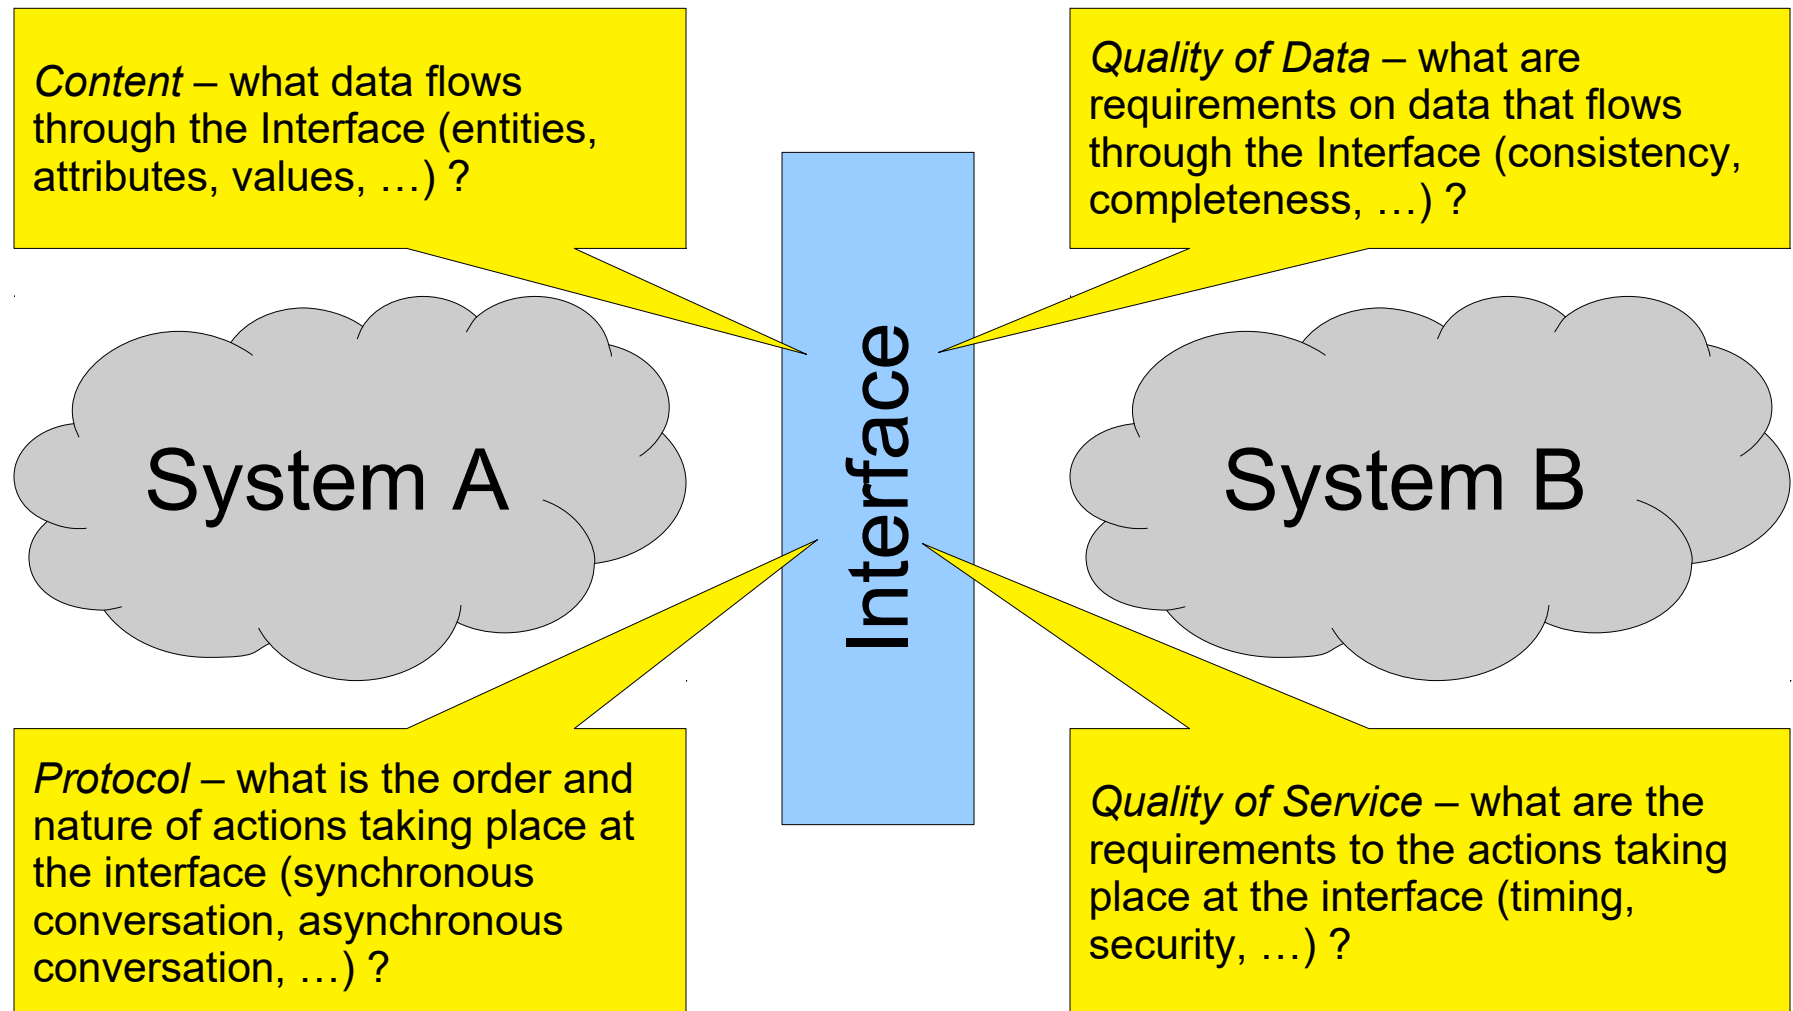 Content – what data flows
through the Interface (entities,
attributes, values, …) ?
Quality of Data – what are
requirements on data that flows
through the Interface (consistency,
completeness, …) ?
System A
Interface
System B
Protocol – what is the order and
nature of actions taking place at
the interface (synchronous
conversation, asynchronous
conversation, …) ?
Quality of Service – what are the
requirements to the actions taking
place at the interface (timing,
security, …) ?